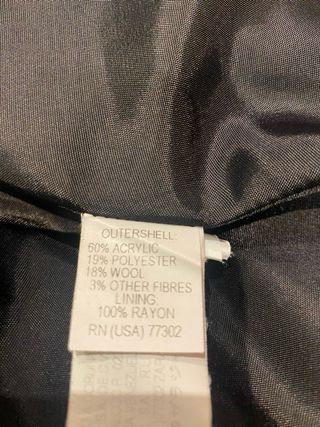 OUTERSHELL:
60% ACRYLIC
19% POLYESTER
18% WOOL
3% OTHER FIBRES
LINING:
100% RAYON
RN (USA) 77302